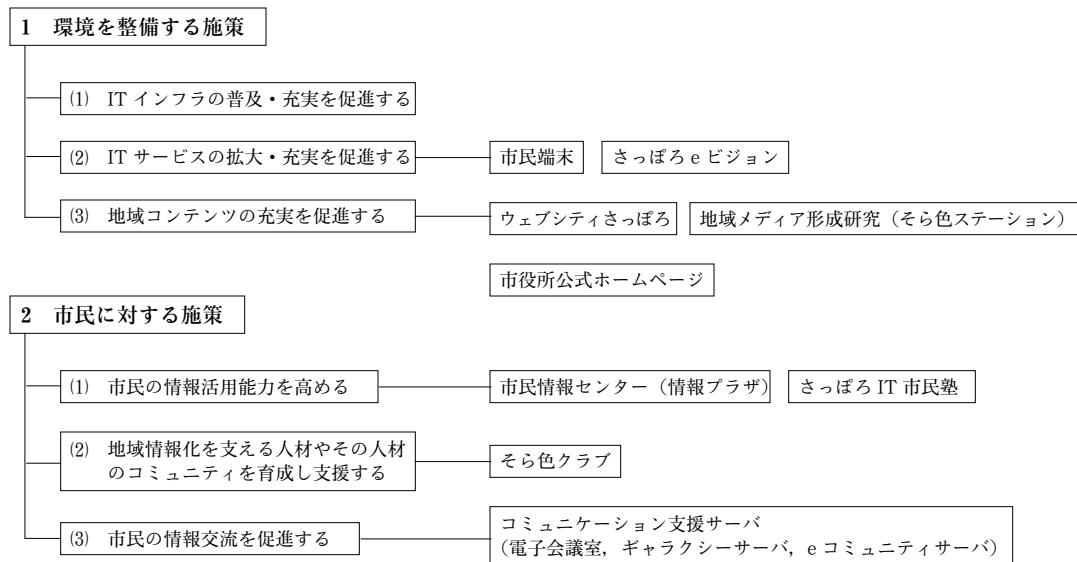 1 環境を整備する施策
(1) IT インフラの普及・充実を促進する
(2) IT サービスの拡大・充実を促進する
市民端末
さっぽろ e ビジョン
(3) 地域コンテンツの充実を促進する
ウェブシティさっぽろ
地域メディア形成研究（そら色ステーション）
市役所公式ホームページ
2 市民に対する施策
(1) 市民の情報活用能力を高める
市民情報センター（情報プラザ）
さっぽろ IT 市民塾
(2) 地域情報化を支える人材やその人材
のコミュニティを育成し支援する
そら色クラブ
(3) 市民の情報交流を促進する
コミュニケーション支援サーバ
（電子会議室，ギャラクシーサーバ，e コミュニティサーバ）